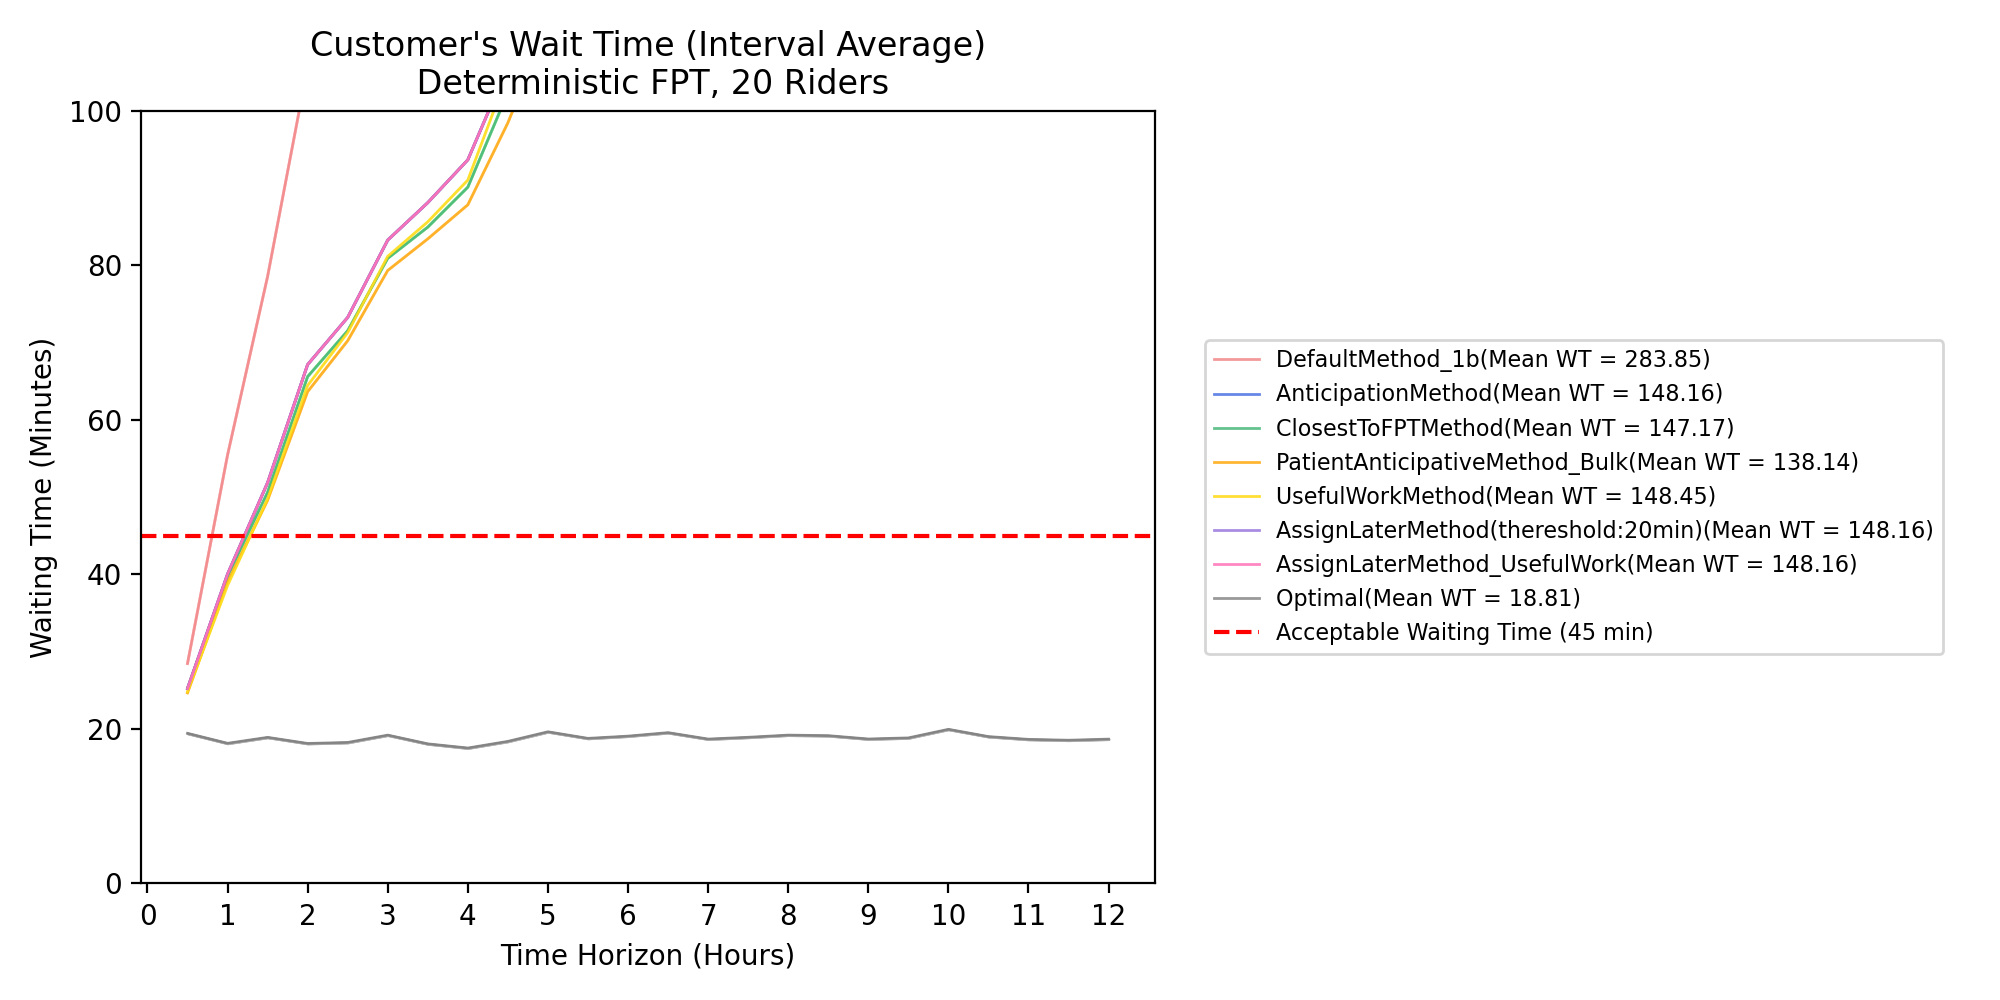 Customer's Wait Time (Interval Average)
Deterministic FPT, 20 Riders
100
80
60
40
20
0
Waiting Time (Minutes)
0 1 2 3 4 5 6 7 8 9 10 11 12
Time Horizon (Hours)
DefaultMethod_1b(Mean WT = 283.85)
AnticipationMethod(Mean WT = 148.16)
ClosestToFPTMethod(Mean WT = 147.17)
PatientAnticipativeMethod_Bulk(Mean WT = 138.14)
UsefulWorkMethod(Mean WT = 148.45)
AssignLaterMethod(thereshold:20min)(Mean WT = 148.16)
AssignLaterMethod_UsefulWork(Mean WT = 148.16)
Optimal(Mean WT = 18.81)
Acceptable Waiting Time (45 min)